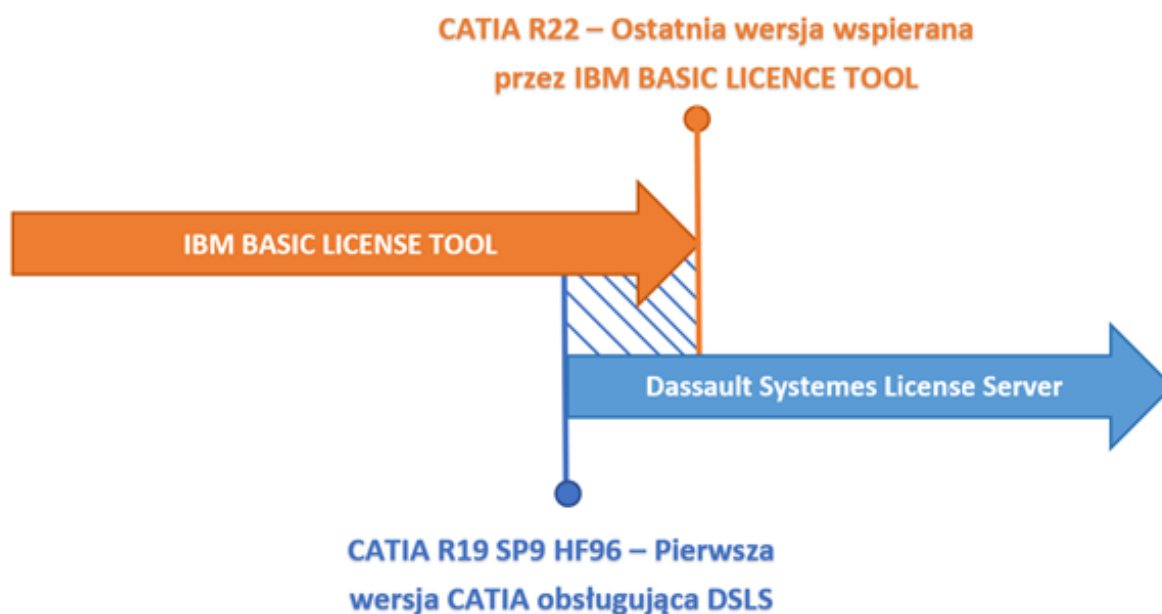 CATIA R22 – Ostatnia wersja wspierana
przez IBM BASIC LICENCE TOOL
IBM BASIC LICENSE TOOL
Dassault Systemes License Server
CATIA R19 SP9 HF96 – Pierwsza
wersja CATIA obsługująca DSLS